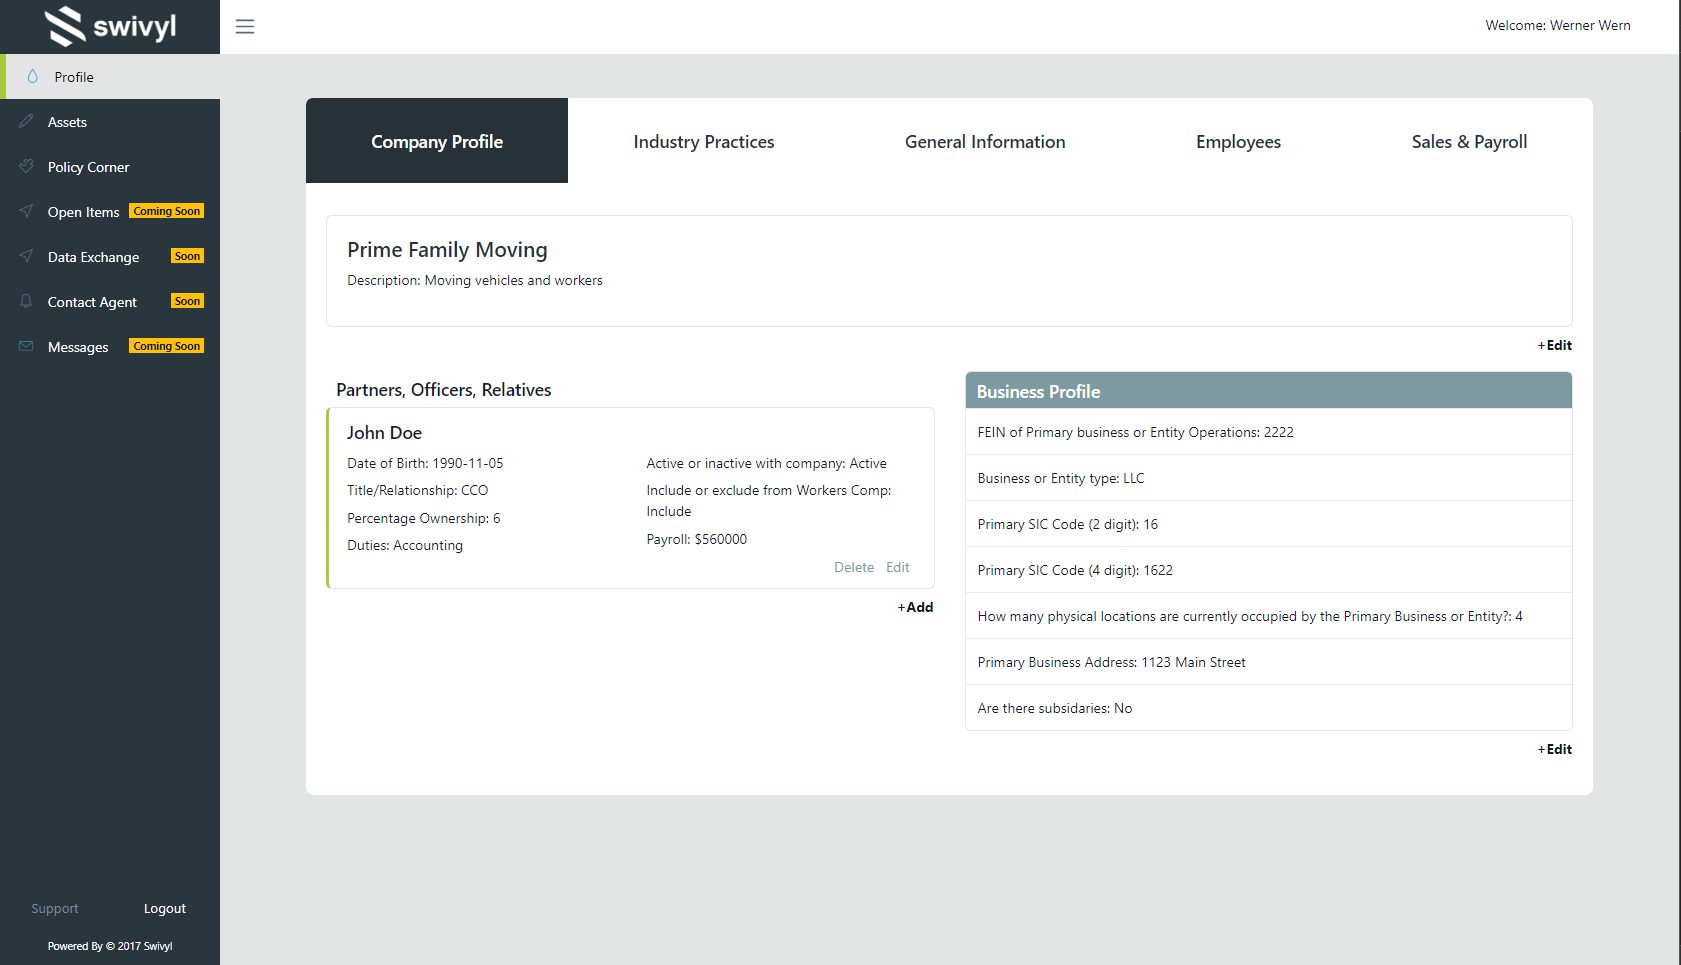 swivyl
Welcome: Werner Wern
Profile
Assets
Policy Corner
Open Items Coming Soon
Data Exchange Soon
Contact Agent Soon
Messages Coming Soon
Support Logout
Powered By © 2017 Swivyl
Company Profile Industry Practices General Information Employees Sales & Payroll
Prime Family Moving
Description: Moving vehicles and workers
+Edit
Partners, Officers, Relatives
John Doe
Date of Birth: 1990-11-05
Title/Relationship: CCO
Percentage Ownership: 6
Duties: Accounting
Active or inactive with company: Active
Include or exclude from Workers Comp:
Include
Payroll: $560000
Delete Edit
+Add
Business Profile
FEIN of Primary business or Entity Operations: 2222
Business or Entity type: LLC
Primary SIC Code (2 digit): 16
Primary SIC Code (4 digit): 1622
How many physical locations are currently occupied by the Primary Business or Entity?: 4
Primary Business Address: 1123 Main Street
Are there subsidaries: No
+Edit